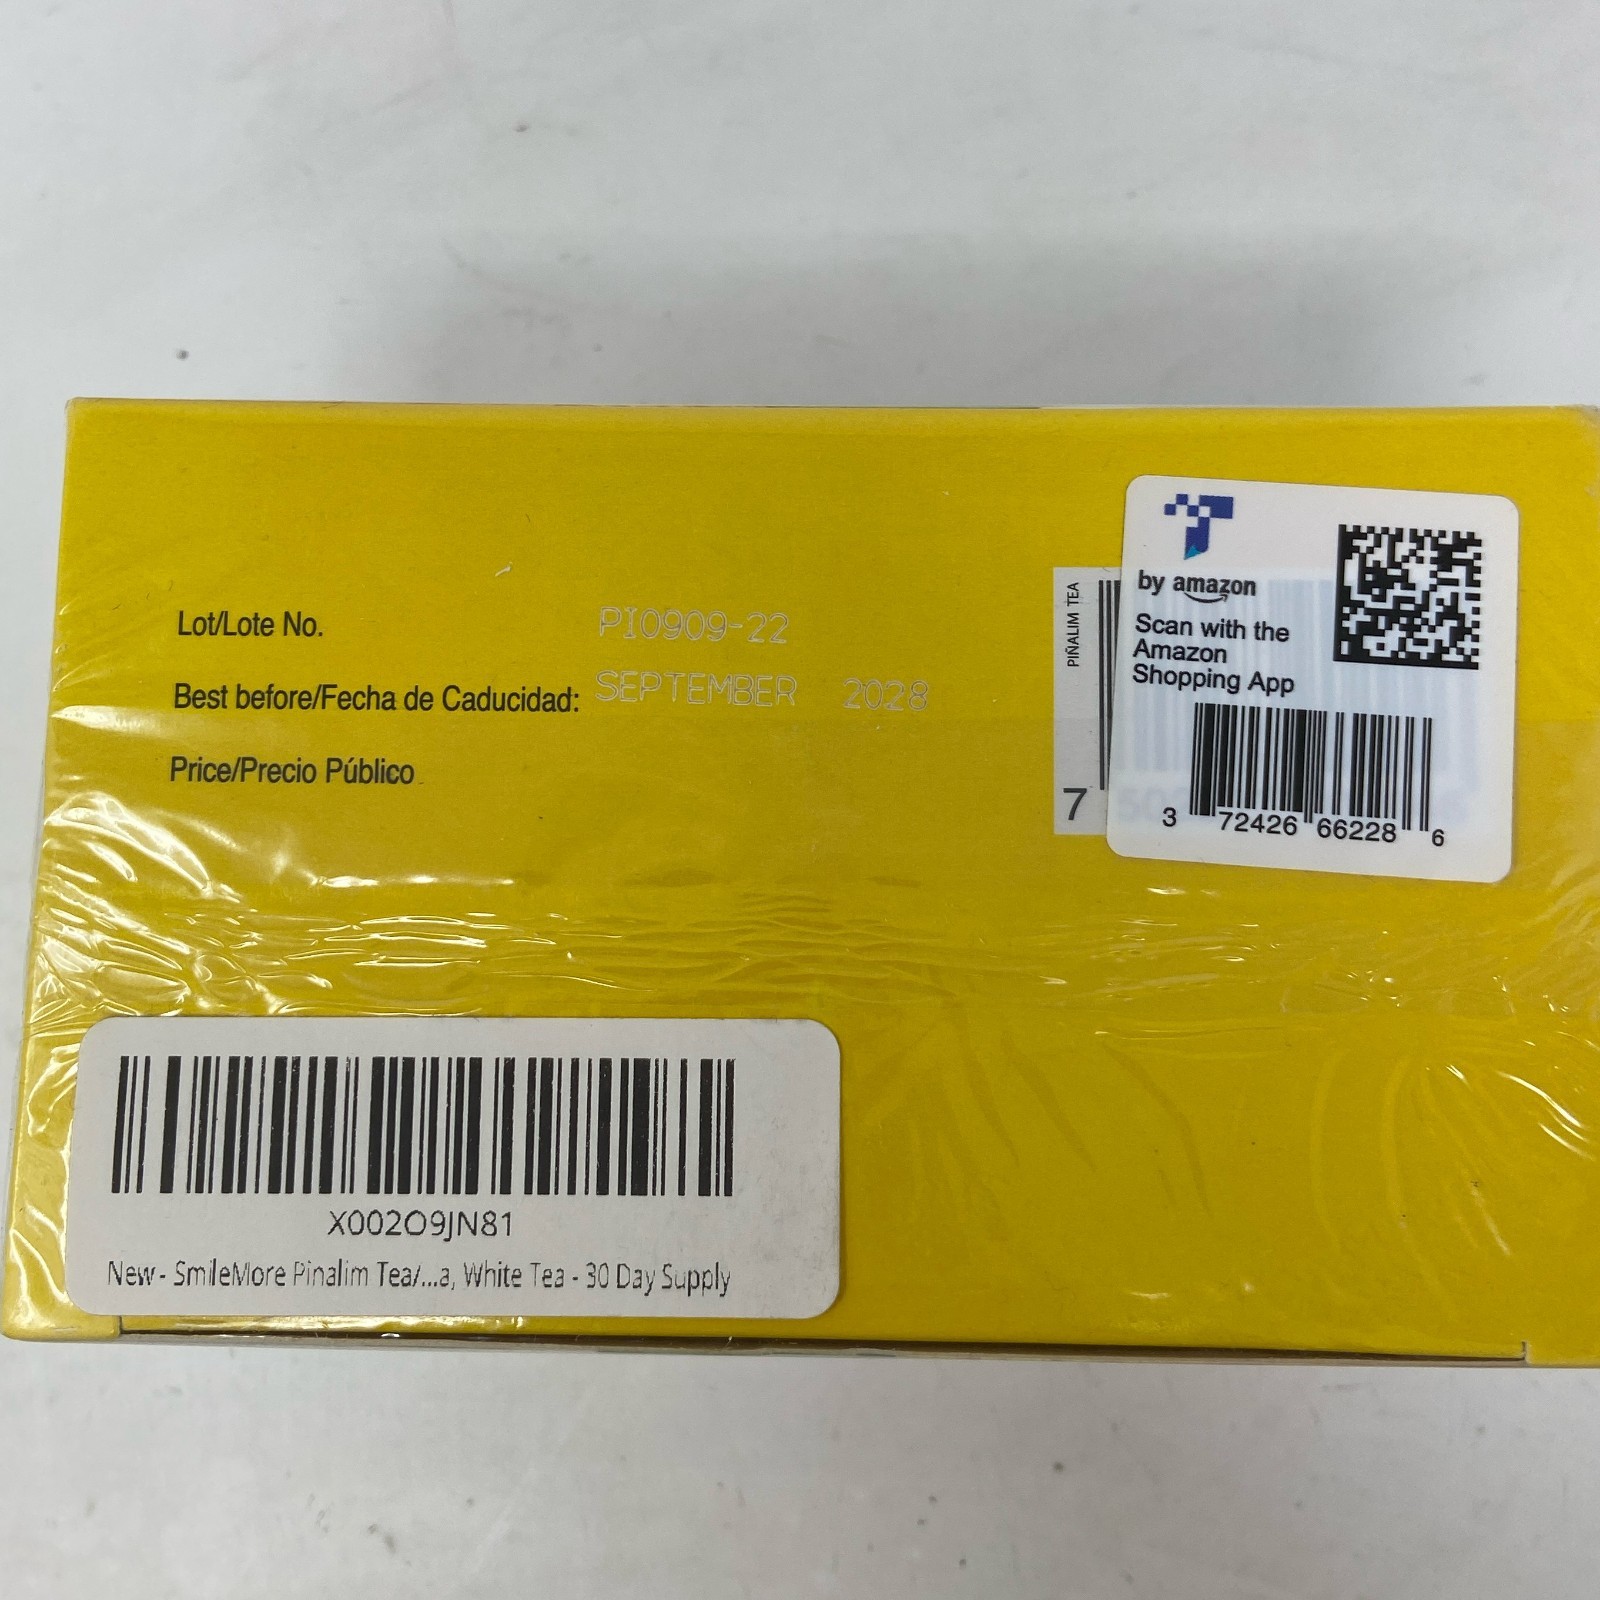 Lot/Lote No. PI0909-22
Best before/Fecha de Caducidad: SEPTEMBER 2028
Price/Precio Público
PIÑALIM TEA
7
by amazon
Scan with the
Amazon
Shopping App
3 72426 66228 6
X002O9JN81
New - SmileMore Pinalim Tea/...a, White Tea - 30 Day Supply